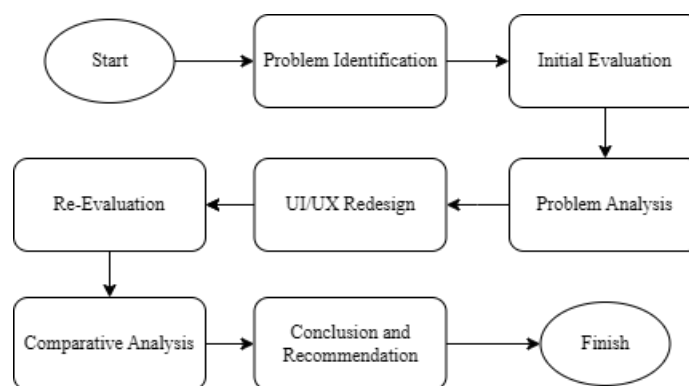 Start
Problem Identification
Initial Evaluation
Re-Evaluation
UI/UX Redesign
Problem Analysis
Comparative Analysis
Conclusion and
Recommendation
Finish